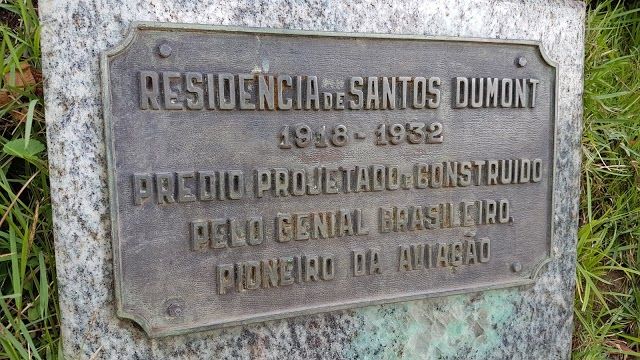 RESIDENCIA DE SANTOS DUMONT
1918 - 1932
PREDIO PROJETADO E CONSTRUIDO
PELO GENIAL BRASILEIRO,
PIONEIRO DA AVIAÇÃO